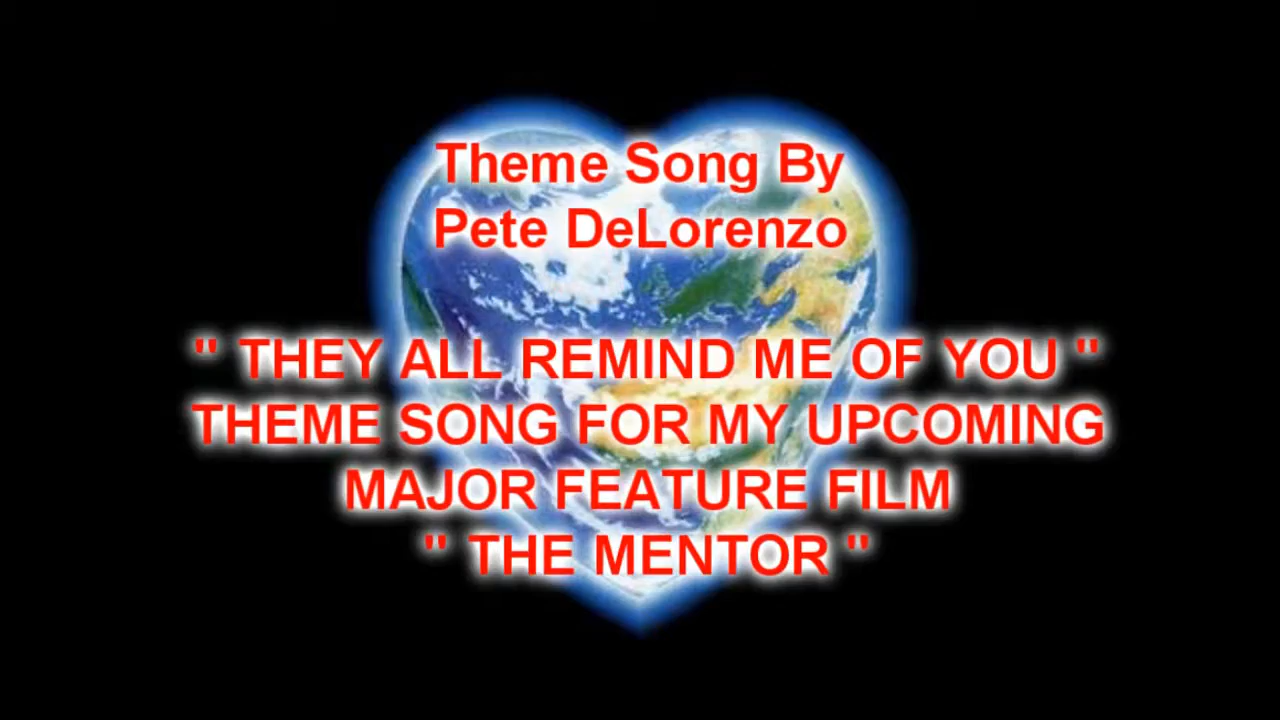 Theme Song By
Pete DeLorenzo
" THEY ALL REMIND ME OF YOU "
THEME SONG FOR MY UPCOMING
MAJOR FEATURE FILM
" THE MENTOR "